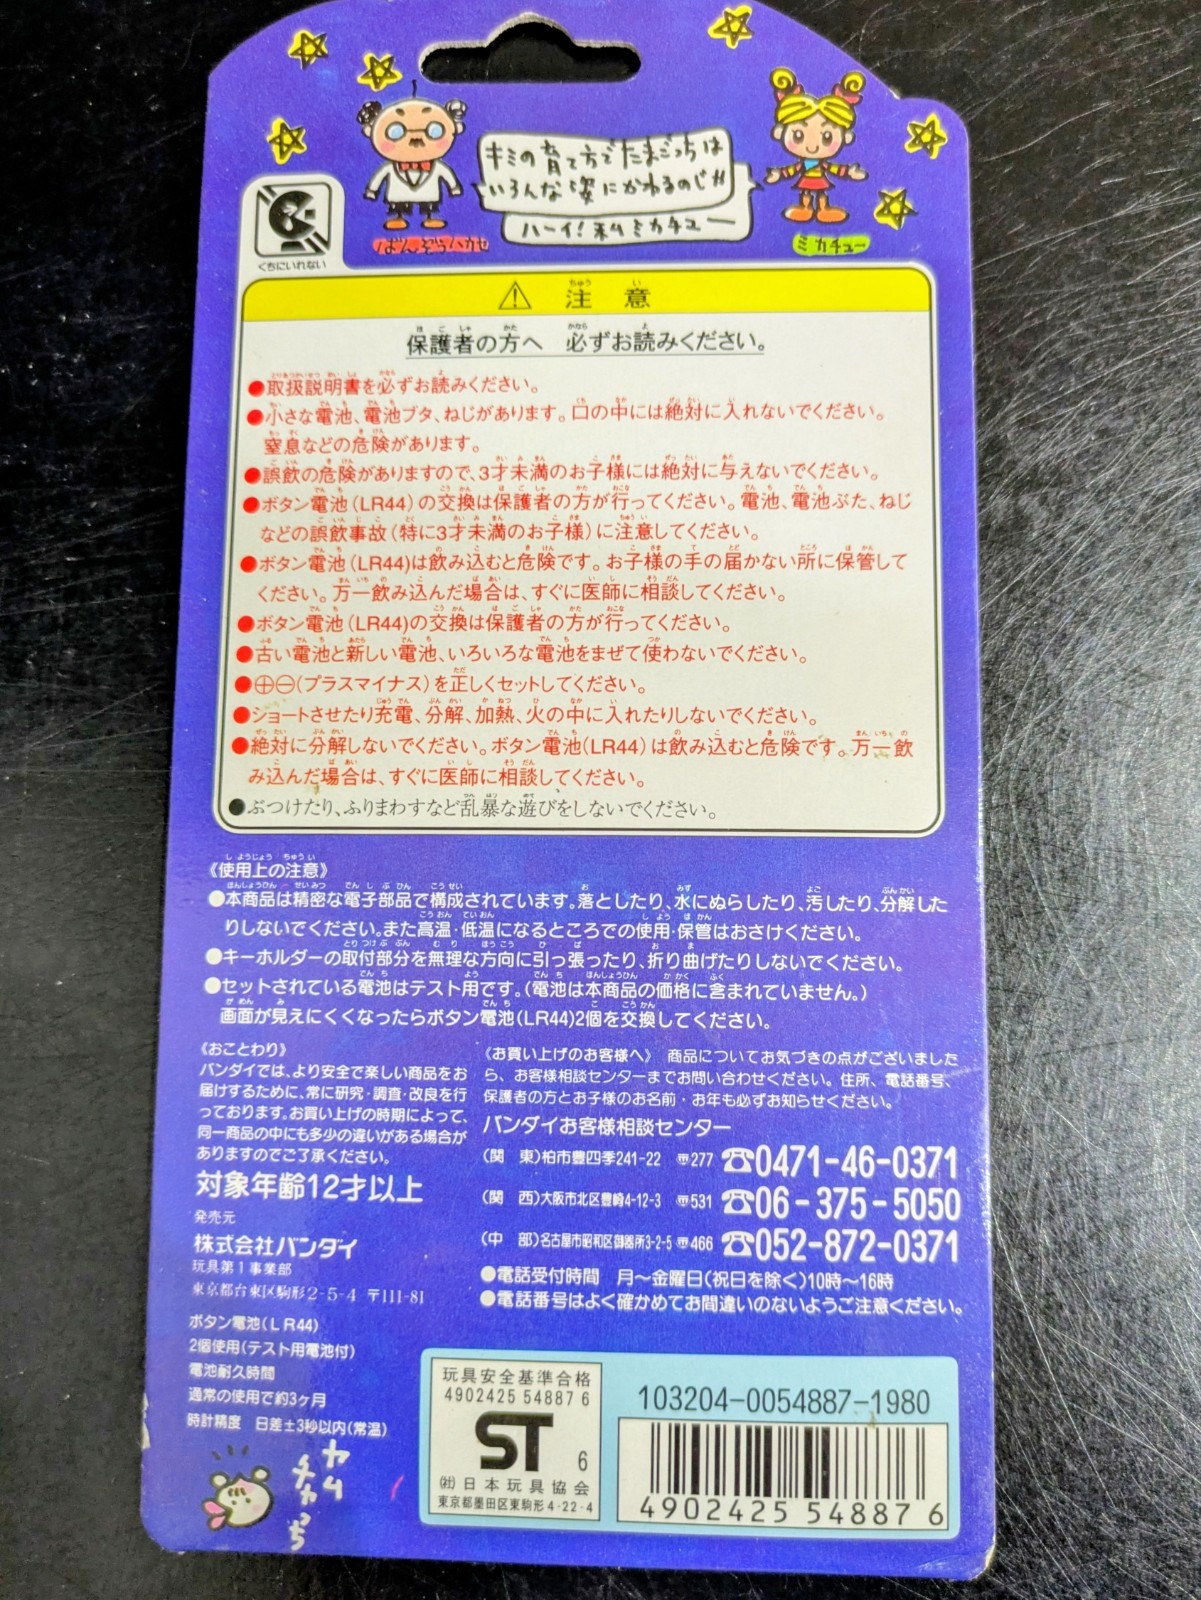 キミの育て方でたまごっちは
いろんな姿にかわるのじゃ
ハーイ!私ミカチュー
ばんぞうハカセ
ミカチュー
くちにいれない
注意
保護者の方へ 必ずお読みください。
●取扱説明書を必ずお読みください。
●小さな電池、電池ブタ、ねじがあります。口の中には絶対に入れないでください。
窒息などの危険があります。
●誤飲の危険がありますので、3才未満のお子様には絶対に与えないでください。
●ボタン電池(LR44)の交換は保護者の方が行ってください。電池、電池ぶた、ねじ
などの誤飲事故(特に3才未満のお子様)に注意してください。
●ボタン電池(LR44)は飲み込むと危険です。お子様の手の届かない所に保管して
ください。万一飲み込んだ場合は、すぐに医師に相談してください。
●ボタン電池(LR44)の交換は保護者の方が行ってください。
●古い電池と新しい電池、いろいろな電池をまぜて使わないでください。
●⊕⊖(プラスマイナス)を正しくセットしてください。
●ショートさせたり充電、分解、加熱、火の中に入れたりしないでください。
●絶対に分解しないでください。ボタン電池(LR44)は飲み込むと危険です。万一飲
み込んだ場合は、すぐに医師に相談してください。
●ぶつけたり、ふりまわすなど乱暴な遊びをしないでください。
《使用上の注意》
●本商品は精密な電子部品で構成されています。落としたり、水にぬらしたり、汚したり、分解した
りしないでください。また高温・低温になるところでの使用・保管はおさけください。
●キーホルダーの取付部分を無理な方向に引っ張ったり、折り曲げたりしないでください。
●セットされている電池はテスト用です。(電池は本商品の価格に含まれていません。)
画面が見えにくくなったらボタン電池(LR44)2個を交換してください。
《おことわり》
バンダイでは、より安全で楽しい商品をお
届けするために、常に研究・調査・改良を行
っております。お買い上げの時期によって、
同一商品の中にも多少の違いがある場合が
ありますのでご了承ください。
対象年齢12才以上
発売元
株式会社バンダイ
玩具第1事業部
東京都台東区駒形2-5-4 〒111-81
ボタン電池(LR44)
2個使用(テスト用電池付)
電池耐久時間
通常の使用で約3ヶ月
時計精度 日差±3秒以内(常温)
ヤム
チャっち
《お買い上げのお客様へ》 商品についてお気づきの点がございました
ら、お客様相談センターまでお問い合わせください。住所、電話番号、
保護者の方とお子様のお名前・お年も必ずお知らせください。
バンダイお客様相談センター
(関 東)柏市豊四季241-22 〒277 ☎0471-46-0371
(関 西)大阪市北区豊崎4-12-3 〒531 ☎06-375-5050
(中 部)名古屋市昭和区御器所3-2-5 〒466 ☎052-872-0371
●電話受付時間 月〜金曜日(祝日を除く)10時〜16時
●電話番号はよく確かめてお間違いのないようご注意ください。
玩具安全基準合格
4902425 54887 6
ST 6
(社)日本玩具協会
東京都墨田区東駒形4-22-4
103204-0054887-1980
4902425 548876